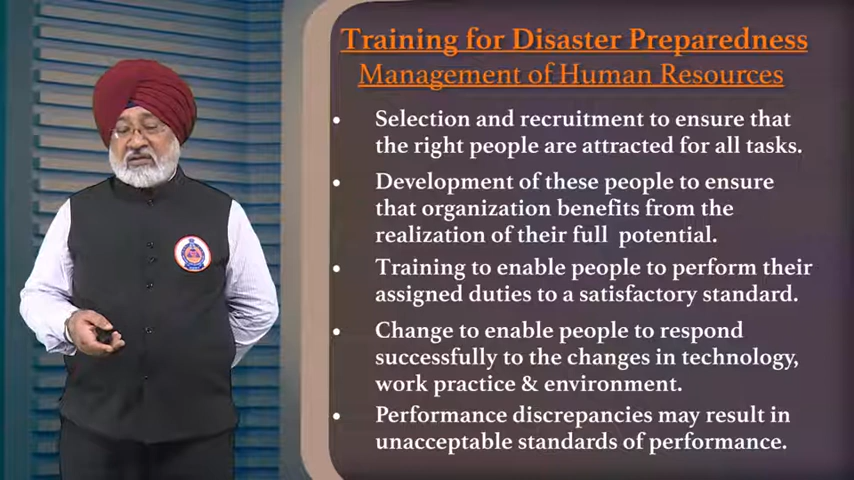 Training for Disaster Preparedness
Management of Human Resources
• Selection and recruitment to ensure that
the right people are attracted for all tasks.
• Development of these people to ensure
that organization benefits from the
realization of their full potential.
• Training to enable people to perform their
assigned duties to a satisfactory standard.
• Change to enable people to respond
successfully to the changes in technology,
work practice & environment.
• Performance discrepancies may result in
unacceptable standards of performance.